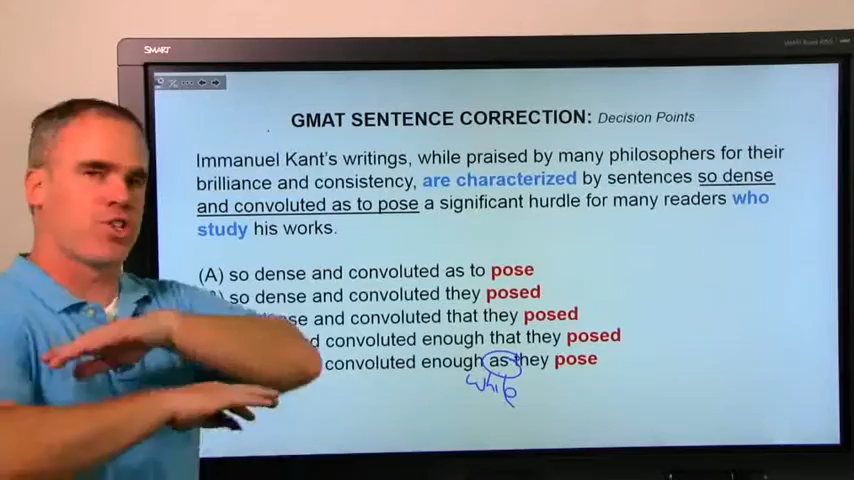 SMART
GMAT SENTENCE CORRECTION: Decision Points
Immanuel Kant's writings, while praised by many philosophers for their
brilliance and consistency, are characterized by sentences so dense
and convoluted as to pose a significant hurdle for many readers who
study his works.
(A) so dense and convoluted as to pose
so dense and convoluted they posed
dense and convoluted that they posed
convoluted enough that they posed
convoluted enough as they pose
while